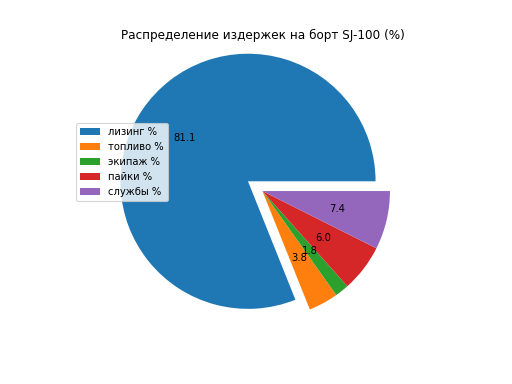 Распределение издержек на борт SJ-100 (%)
81.1
лизинг %
топливо %
экипаж %
пайки %
службы %
7.4
6.0
1.8
3.8